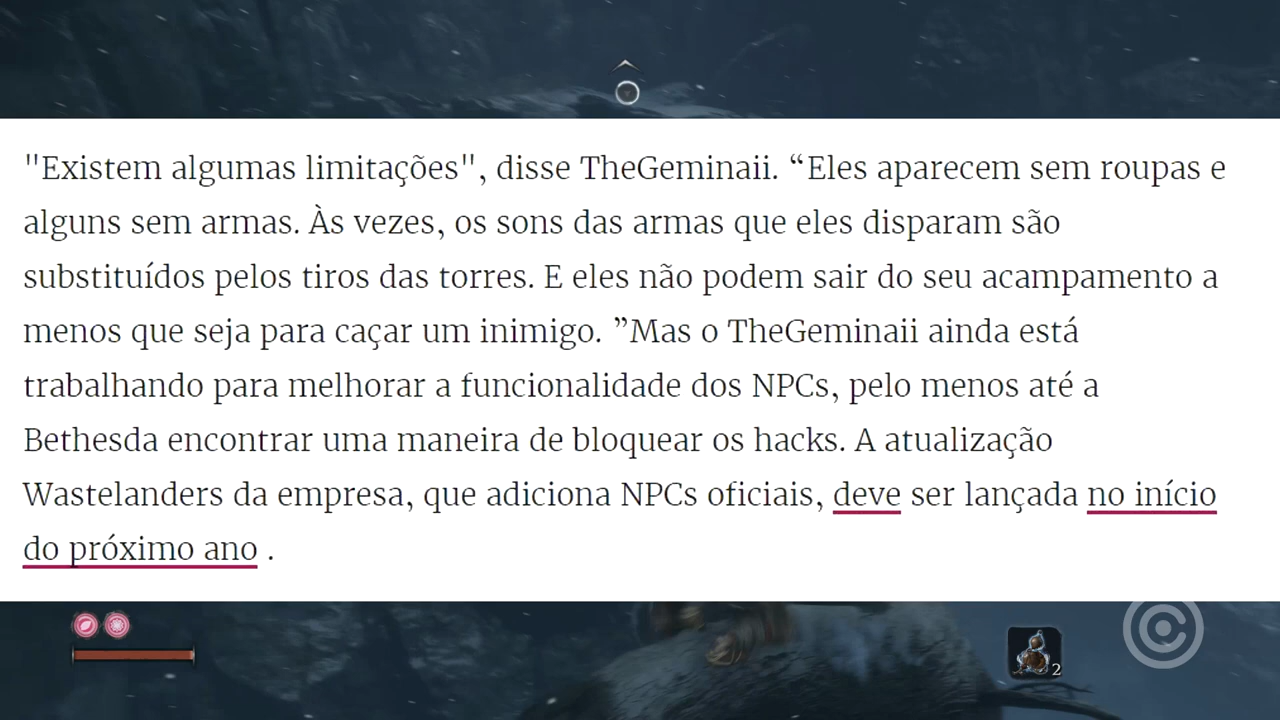 "Existem algumas limitações", disse TheGeminaii. “Eles aparecem sem roupas e
alguns sem armas. Às vezes, os sons das armas que eles disparam são
substituídos pelos tiros das torres. E eles não podem sair do seu acampamento a
menos que seja para caçar um inimigo. ”Mas o TheGeminaii ainda está
trabalhando para melhorar a funcionalidade dos NPCs, pelo menos até a
Bethesda encontrar uma maneira de bloquear os hacks. A atualização
Wastelanders da empresa, que adiciona NPCs oficiais, deve ser lançada no início
do próximo ano .
2